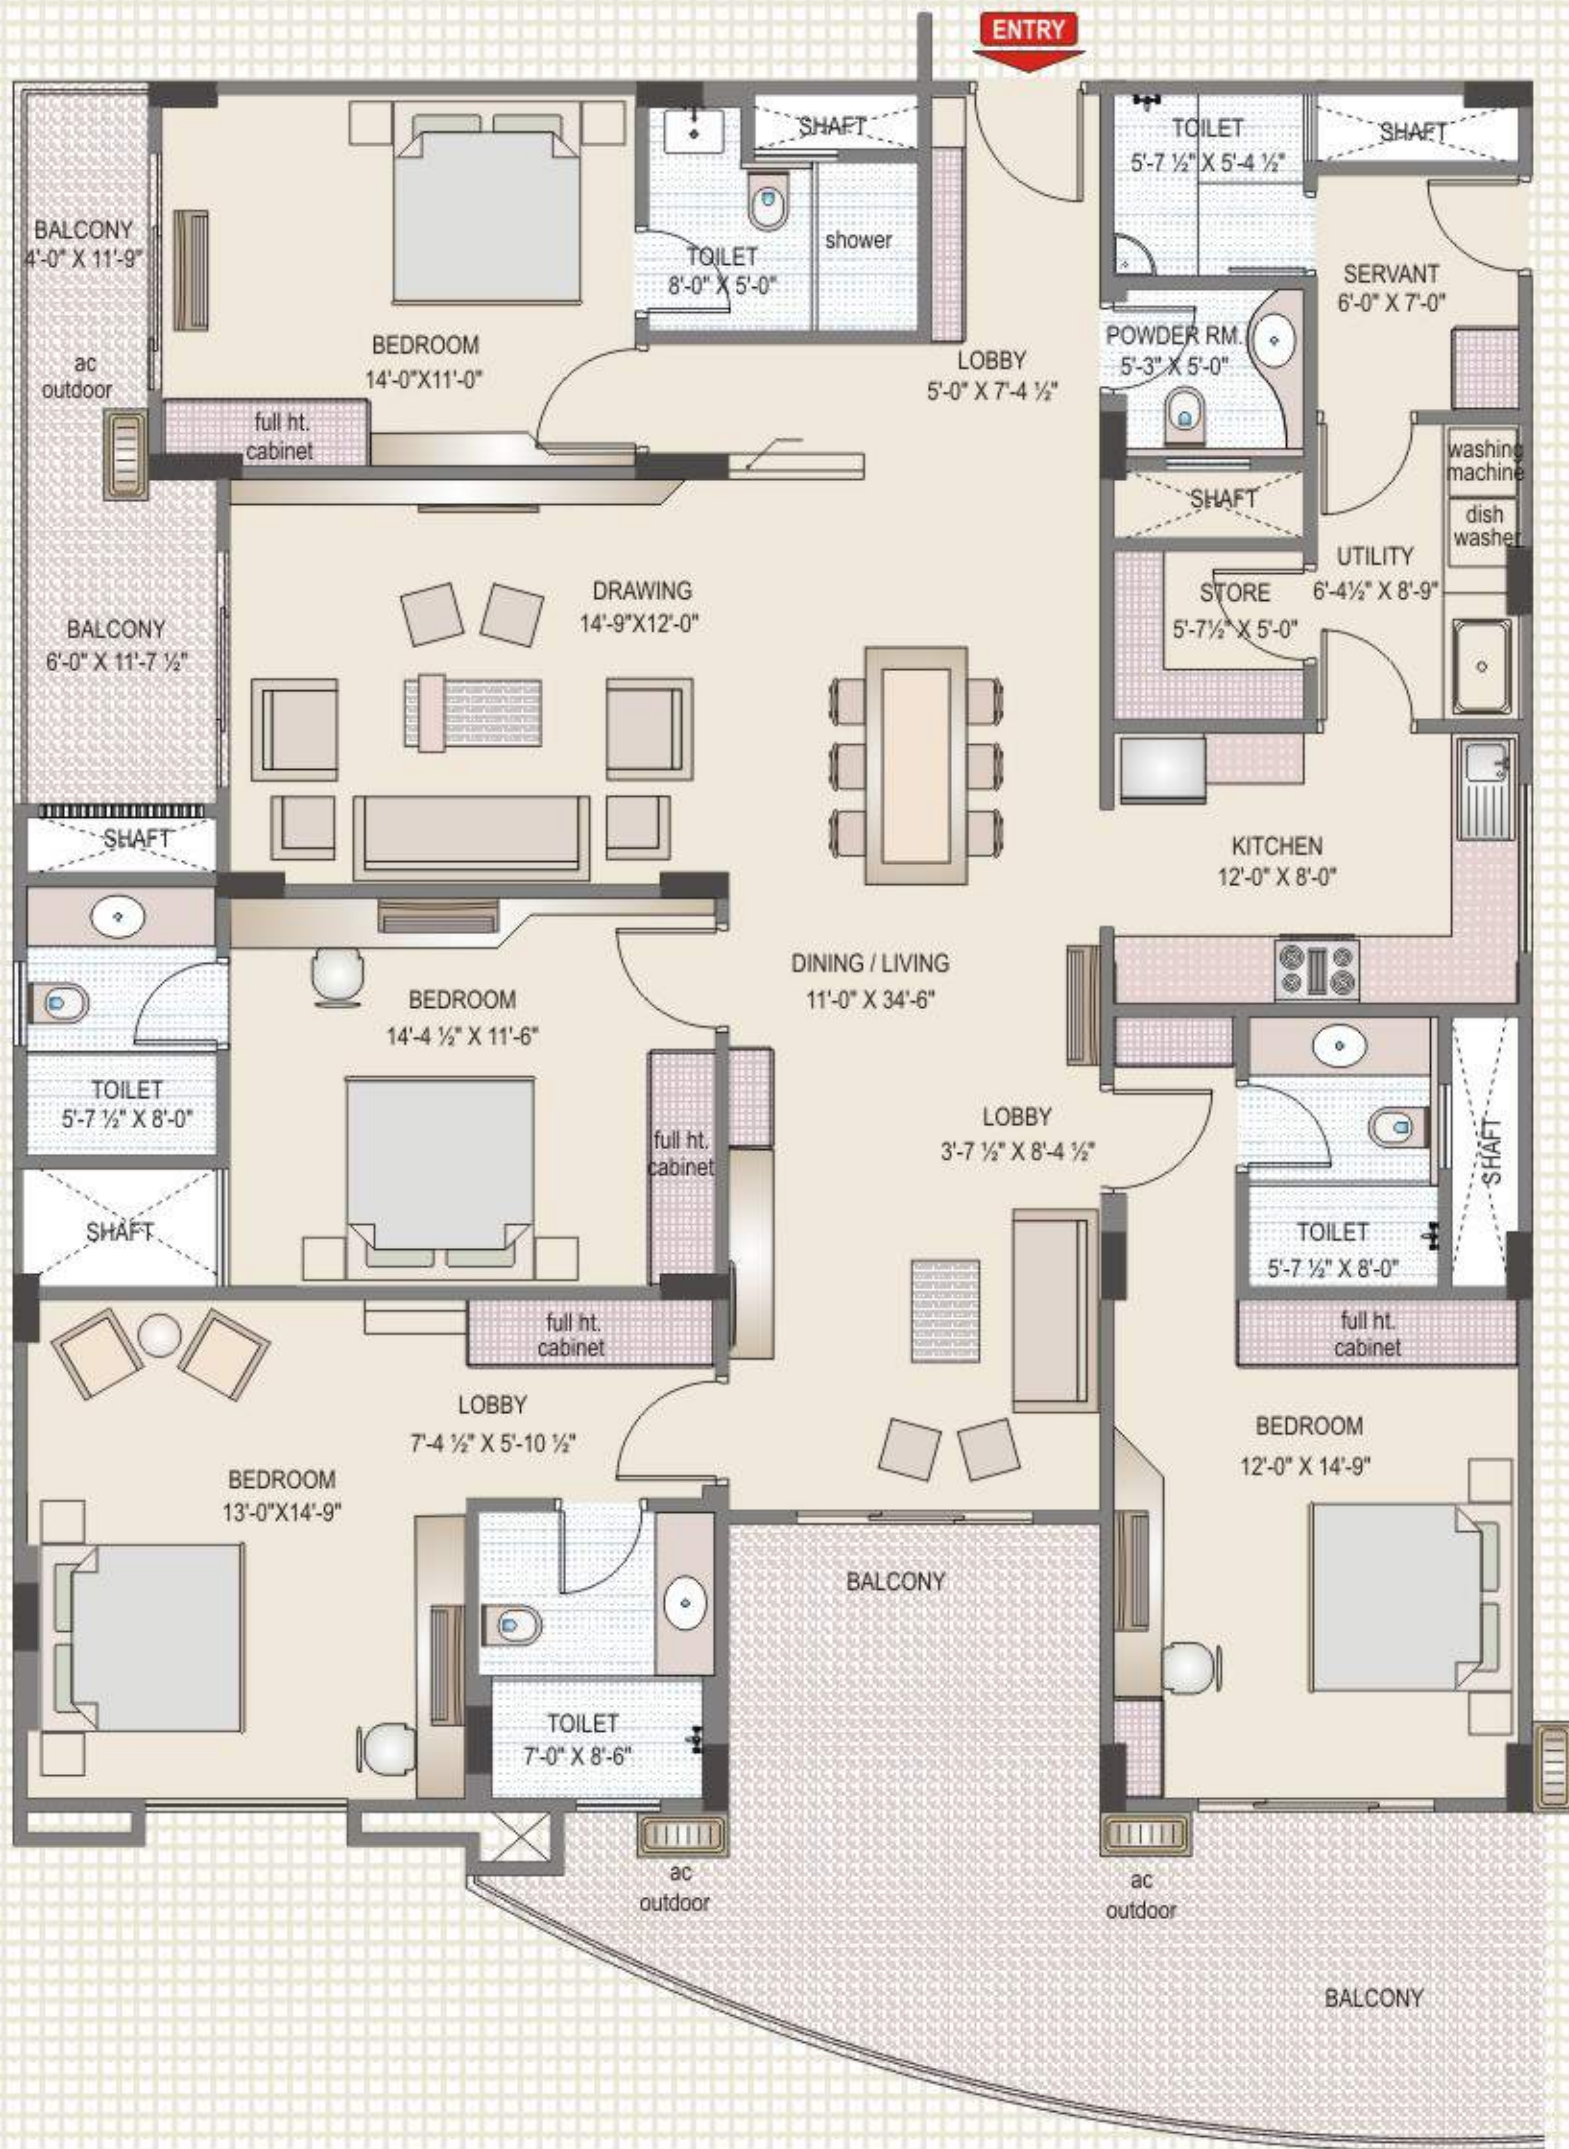 ENTRY
SHAFT
TOILET
5'-7 ½" X 5'-4 ½"
SHAFT
BALCONY
4'-0" X 11'-9"
TOILET
8'-0" X 5'-0"
shower
SERVANT
6'-0" X 7'-0"
ac
outdoor
BEDROOM
14'-0"X11'-0"
LOBBY
5'-0" X 7'-4 ½"
POWDER RM.
5'-3" X 5'-0"
full ht.
cabinet
washing
machine
SHAFT
dish
washer
BALCONY
6'-0" X 11'-7 ½"
DRAWING
14'-9"X12'-0"
STORE
5'-7½" X 5'-0"
UTILITY
6'-4½" X 8'-9"
SHAFT
KITCHEN
12'-0" X 8'-0"
BEDROOM
14'-4 ½" X 11'-6"
DINING / LIVING
11'-0" X 34'-6"
TOILET
5'-7 ½" X 8'-0"
full ht.
cabinet
LOBBY
3'-7 ½" X 8'-4 ½"
SHAFT
SHAFT
TOILET
5'-7 ½" X 8'-0"
full ht.
cabinet
full ht.
cabinet
LOBBY
7'-4 ½" X 5'-10 ½"
BEDROOM
13'-0"X14'-9"
BEDROOM
12'-0" X 14'-9"
BALCONY
TOILET
7'-0" X 8'-6"
ac
outdoor
ac
outdoor
BALCONY